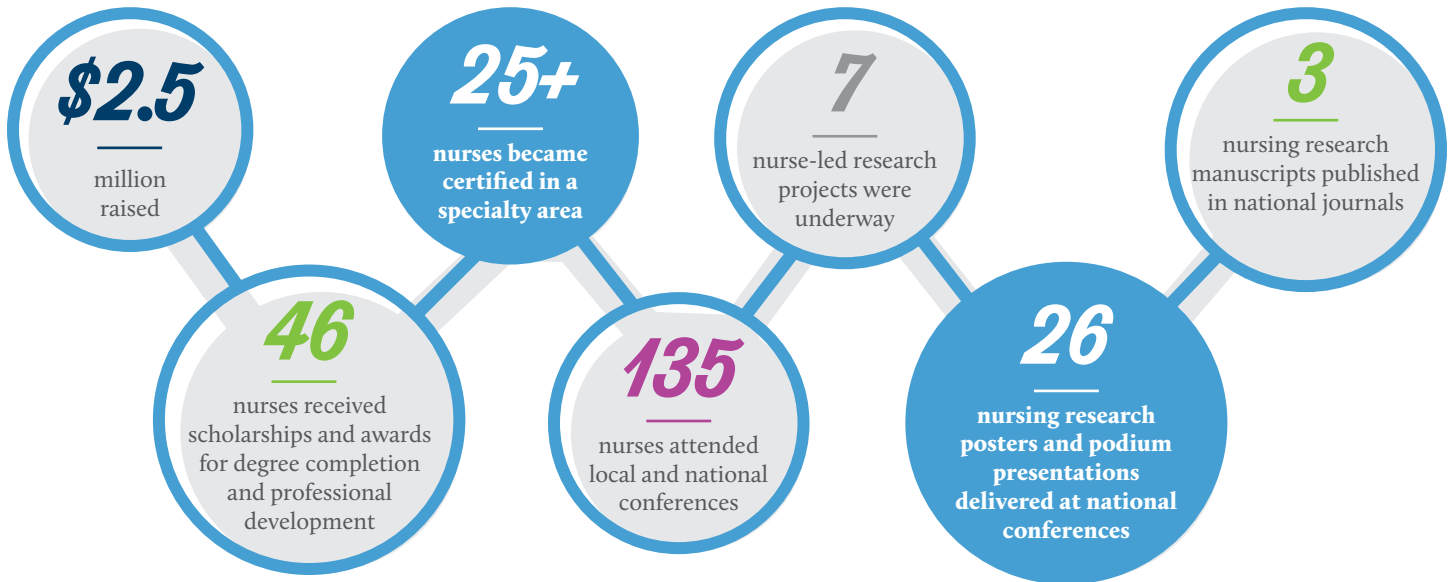 $2.5
million
raised
46
nurses received
scholarships and awards
for degree completion
and professional
development
25+
nurses became
certified in a
specialty area
135
nurses attended
local and national
conferences
7
nurse-led research
projects were
underway
26
nursing research
posters and podium
presentations
delivered at national
conferences
3
nursing research
manuscripts published
in national journals